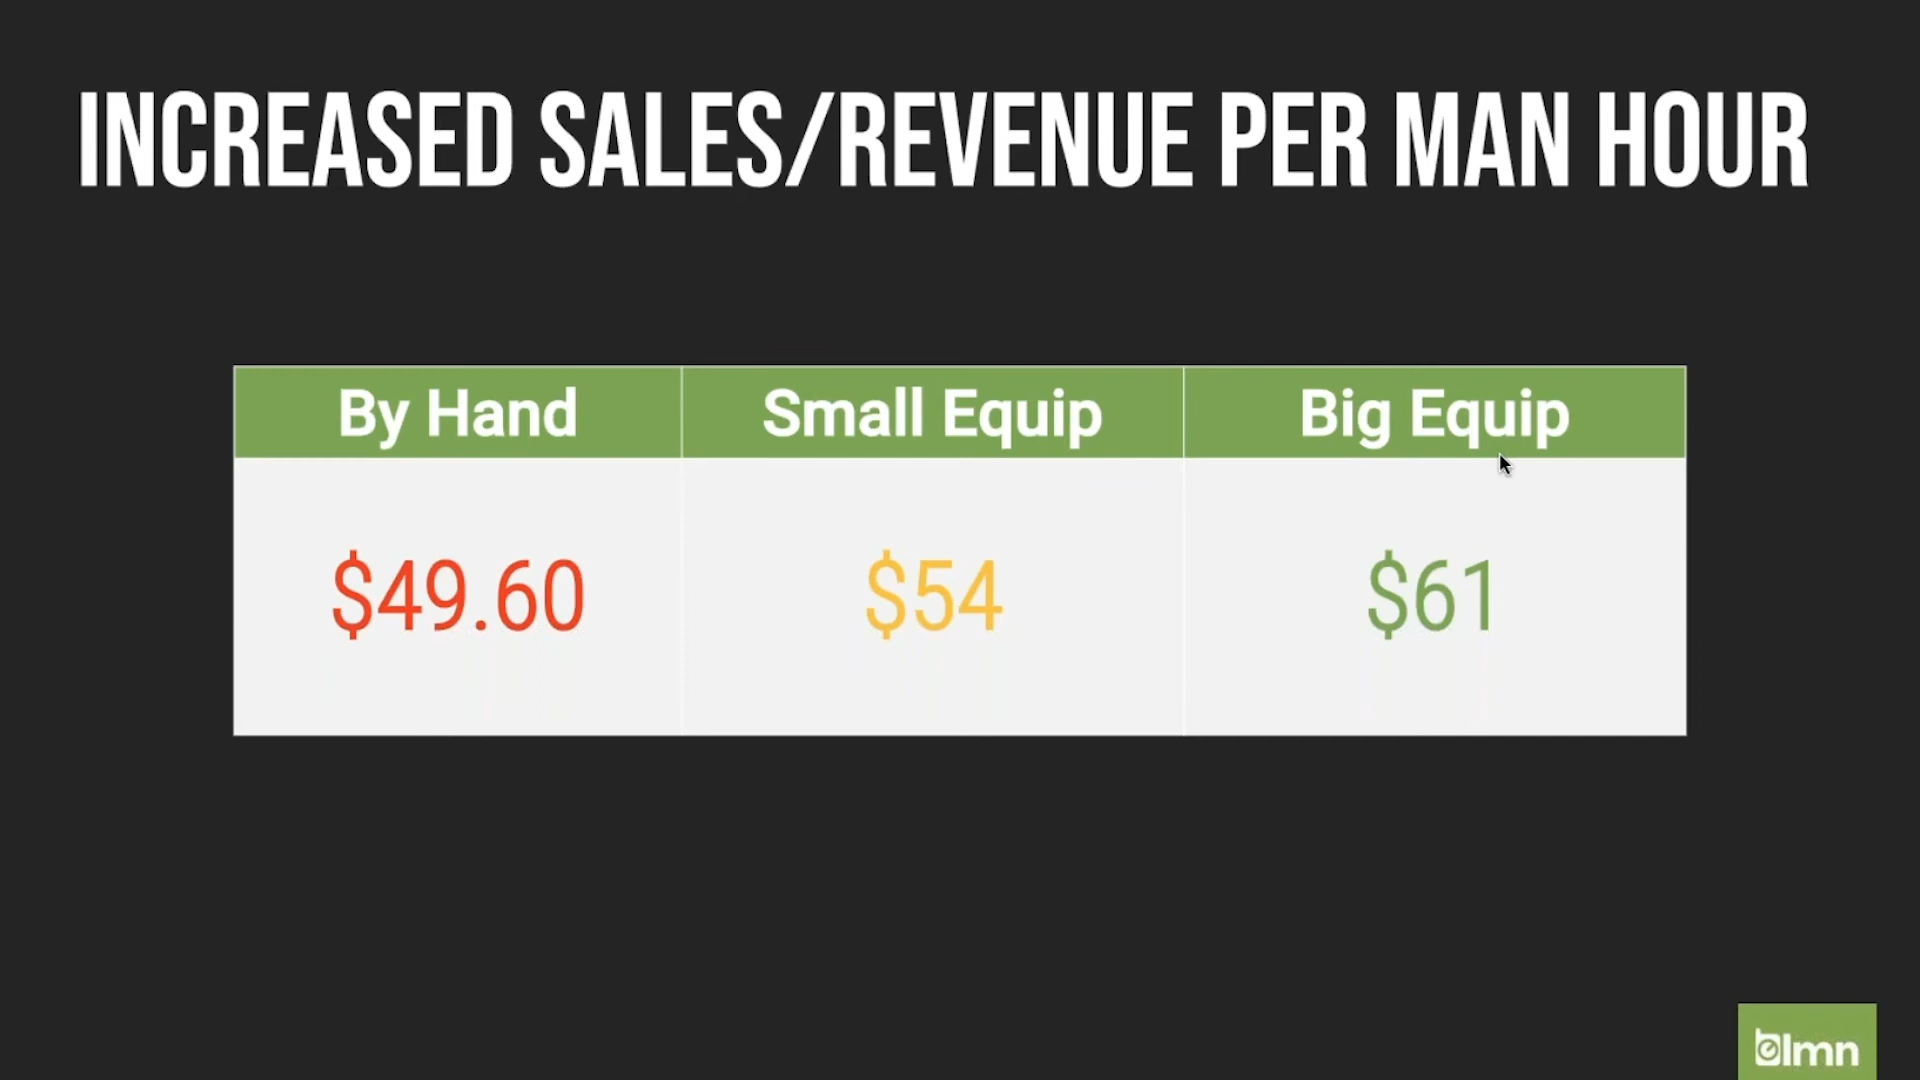 INCREASED SALES/REVENUE PER MAN HOUR
By Hand Small Equip Big Equip
$49.60 $54 $61
lmn